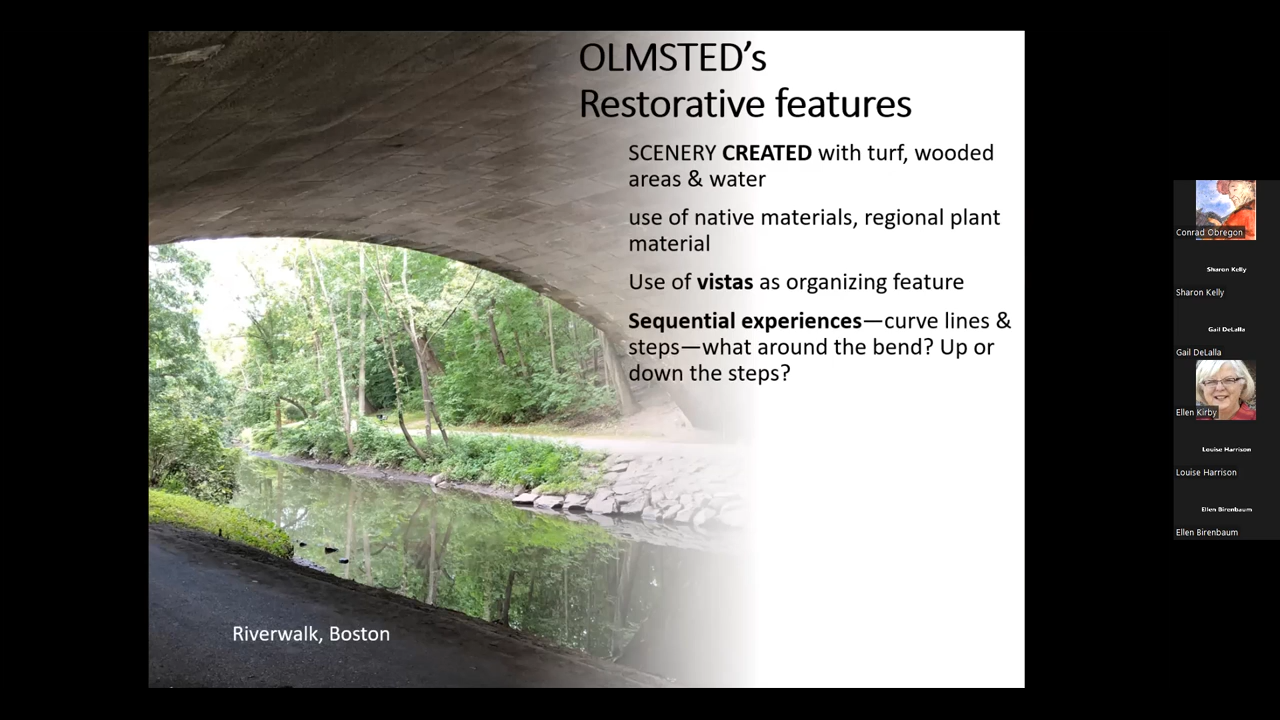 OLMSTED's
Restorative features
SCENERY CREATED with turf, wooded
areas & water
use of native materials, regional plant
material
Use of vistas as organizing feature
Sequential experiences—curve lines &
steps—what around the bend? Up or
down the steps?
Riverwalk, Boston
Conrad Obregon
Sharon Kelly
Sharon Kelly
Gail DeLalla
Gail DeLalla
Ellen Kirby
Louise Harrison
Louise Harrison
Ellen Birenbaum
Ellen Birenbaum